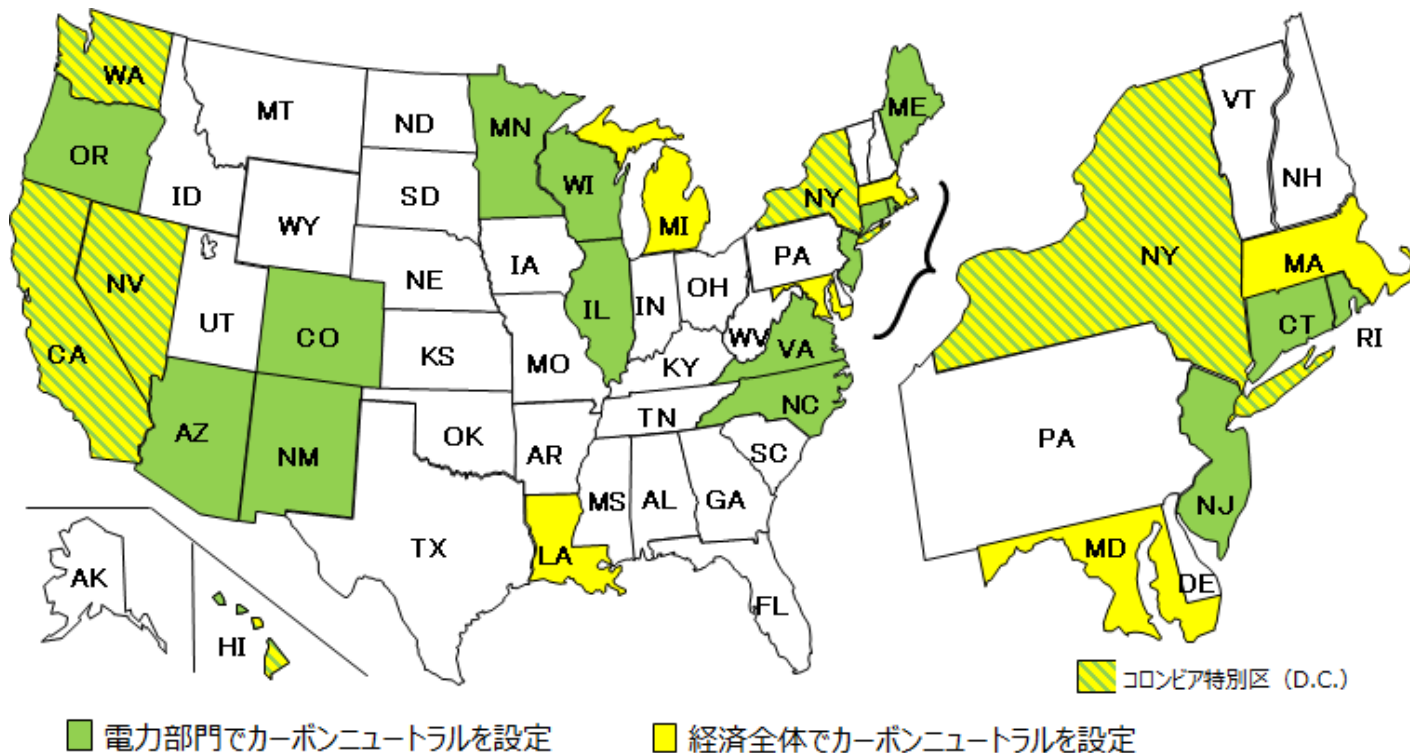 WA
MT
ND
MN
ME
VT
OR
ID
SD
WI
NY
NH
WY
MI
NY
MA
NV
NE
IA
PA
CT
RI
UT
CO
IL
IN
OH
WV
VA
CA
KS
MO
KY
PA
AZ
NM
OK
AR
TN
NC
SC
NJ
TX
LA
MS
AL
GA
MD
DE
AK
HI
FL
コロンビア特別区（D.C.）
電力部門でカーボンニュートラルを設定
経済全体でカーボンニュートラルを設定